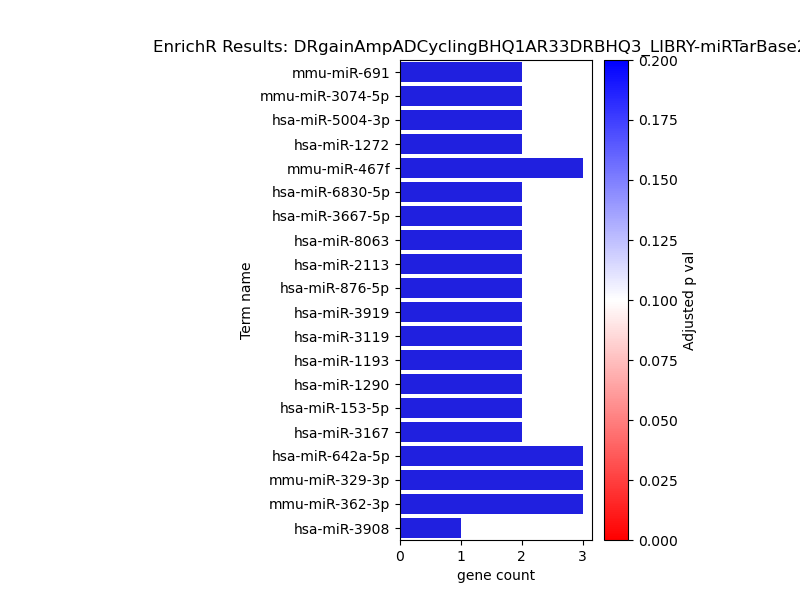 EnrichR Results: DRgainAmpADCyclingBHQ1AR33DRBHQ3_LIBRY-miRTarBase2
mmu-miR-691
mmu-miR-3074-5p
hsa-miR-5004-3p
hsa-miR-1272
mmu-miR-467f
hsa-miR-6830-5p
hsa-miR-3667-5p
hsa-miR-8063
hsa-miR-2113
hsa-miR-876-5p
hsa-miR-3919
hsa-miR-3119
hsa-miR-1193
hsa-miR-1290
hsa-miR-153-5p
hsa-miR-3167
hsa-miR-642a-5p
mmu-miR-329-3p
mmu-miR-362-3p
hsa-miR-3908
Term name
0 1 2 3
gene count
0.200
0.175
0.150
0.125
0.100
0.075
0.050
0.025
0.000
Adjusted p val